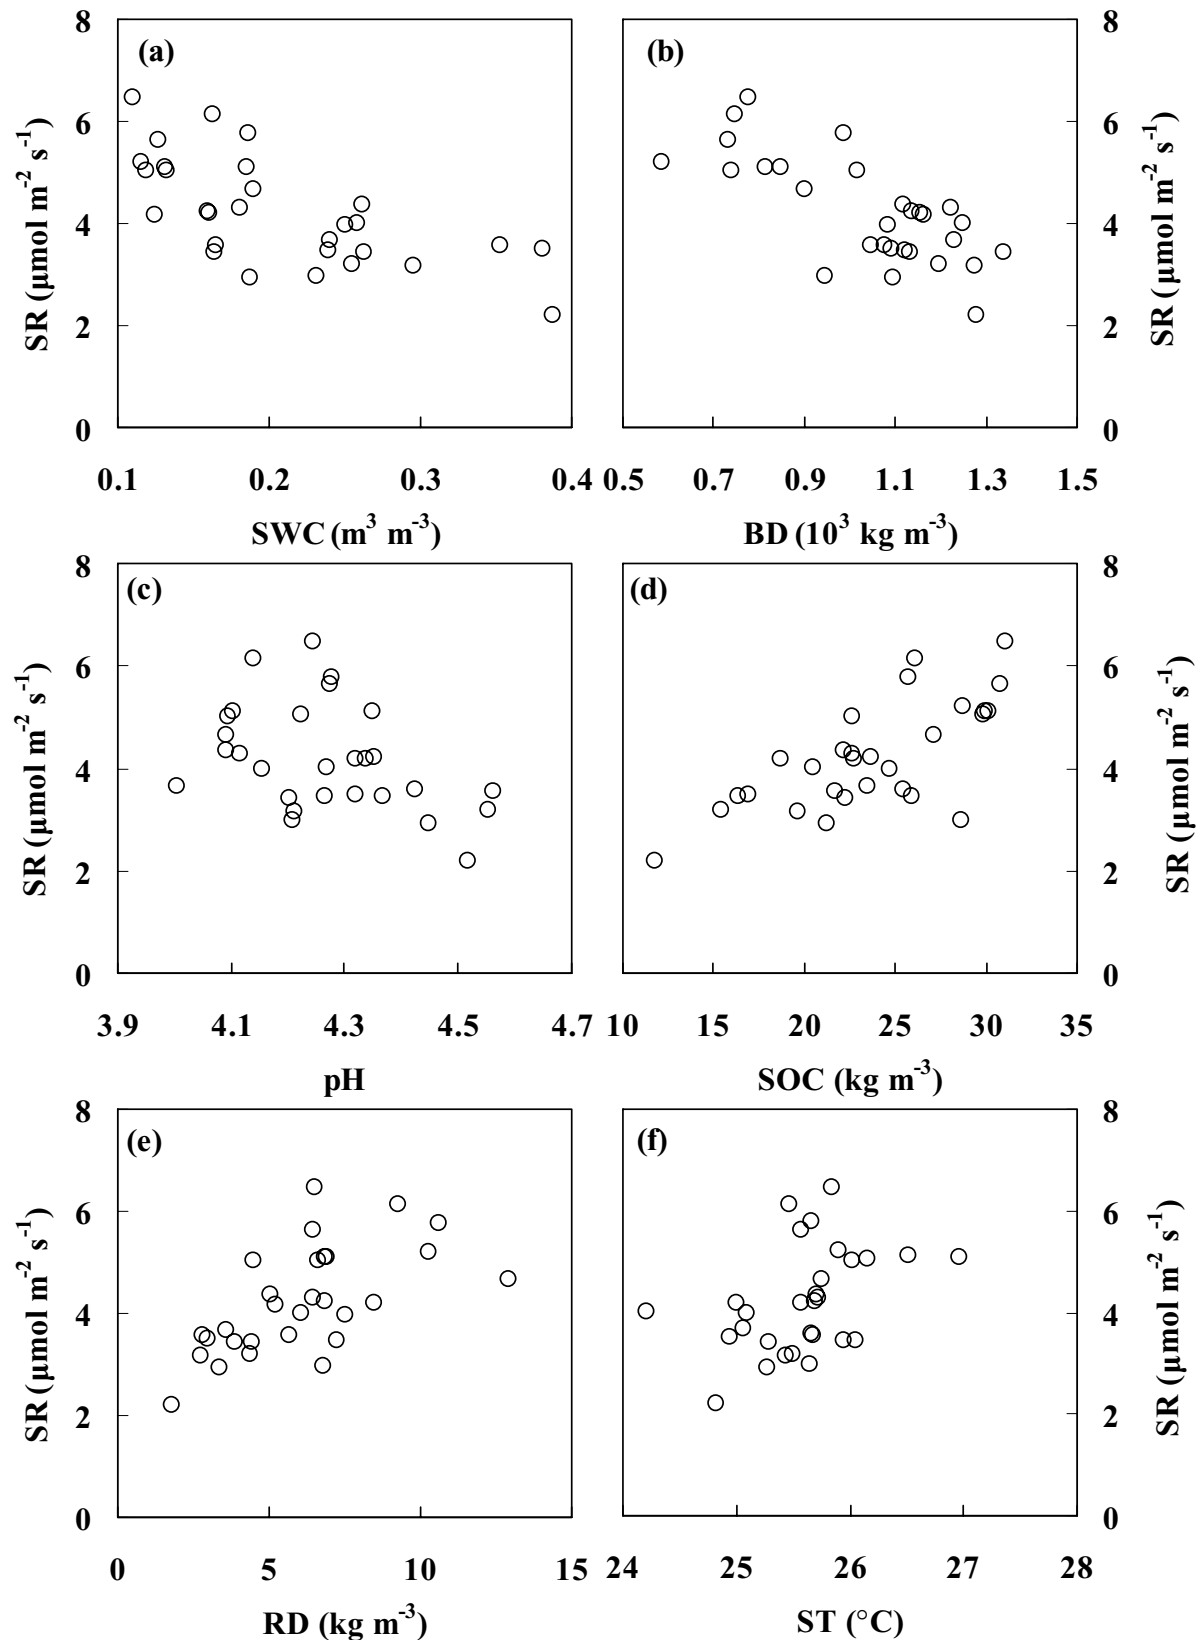 8 (a) (b) 8
6 6
4 4
2 2
0 0
SR (µmol m-2 s-1)
SR (µmol m-2 s-1)
0.1 0.2 0.3 0.4 0.5 0.7 0.9 1.1 1.3 1.5
SWC (m3 m-3) BD (103 kg m-3)
8 (c) (d) 8
6 6
4 4
2 2
0 0
SR (µmol m-2 s-1)
SR (µmol m-2 s-1)
3.9 4.1 4.3 4.5 4.7 10 15 20 25 30 35
pH SOC (kg m-3)
8 (e) (f) 8
6 6
4 4
2 2
0 0
SR (µmol m-2 s-1)
SR (µmol m-2 s-1)
0 5 10 15 24 25 26 27 28
RD (kg m-3) ST (°C)